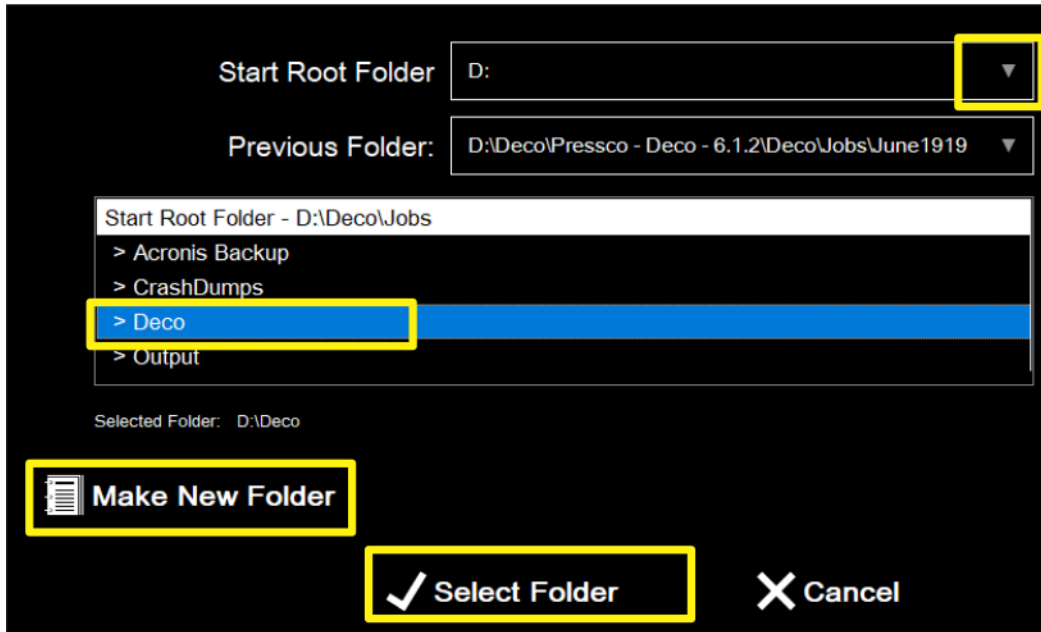 Start Root Folder D: ▼
Previous Folder: D:\Deco\Pressco - Deco - 6.1.2\Deco\Jobs\June1919 ▼
Start Root Folder - D:\Deco\Jobs
> Acronis Backup
> CrashDumps
> Deco
> Output
Selected Folder: D:\Deco
Make New Folder
Select Folder Cancel